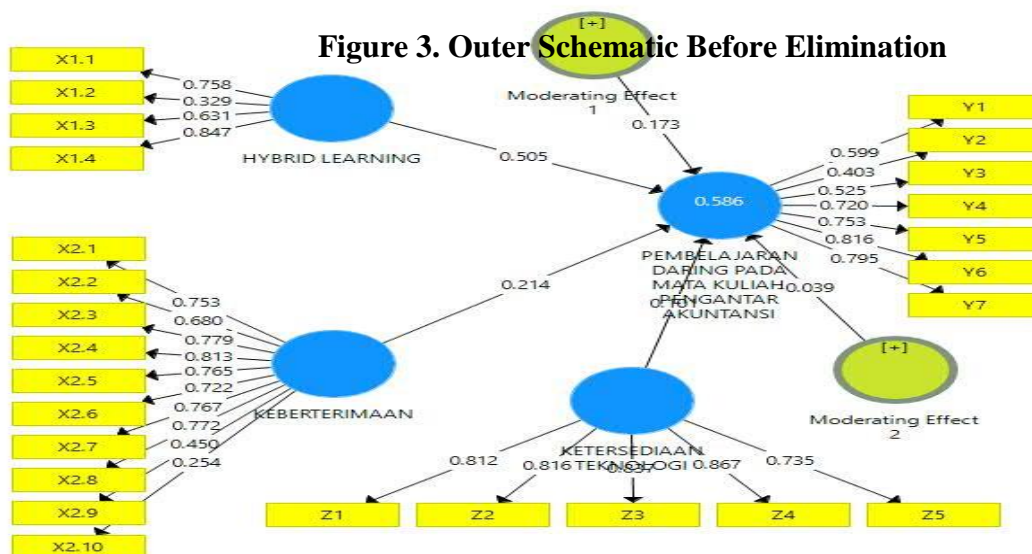 Figure 3. Outer Schematic Before Elimination
[+]
Moderating Effect
1
0.173
X1.1
X1.2
X1.3
X1.4
0.758
0.329
0.631
0.847
HYBRID LEARNING
0.505
0.586
PEMBELAJARAN
DARING PADA
MATA KULIAH
PENGANTAR
AKUNTANSI
0.599
0.403
0.525
0.720
0.753
0.816
0.795
Y1
Y2
Y3
Y4
Y5
Y6
Y7
X2.1
X2.2
X2.3
X2.4
X2.5
X2.6
X2.7
X2.8
X2.9
X2.10
0.753
0.680
0.779
0.813
0.765
0.722
0.767
0.772
0.450
0.254
KEBERTERIMAAN
0.214
0.039
[+]
Moderating Effect
2
KETERSEDIAAN
TEKNOLOGI
0.812
0.816
0.837
0.867
0.735
Z1
Z2
Z3
Z4
Z5